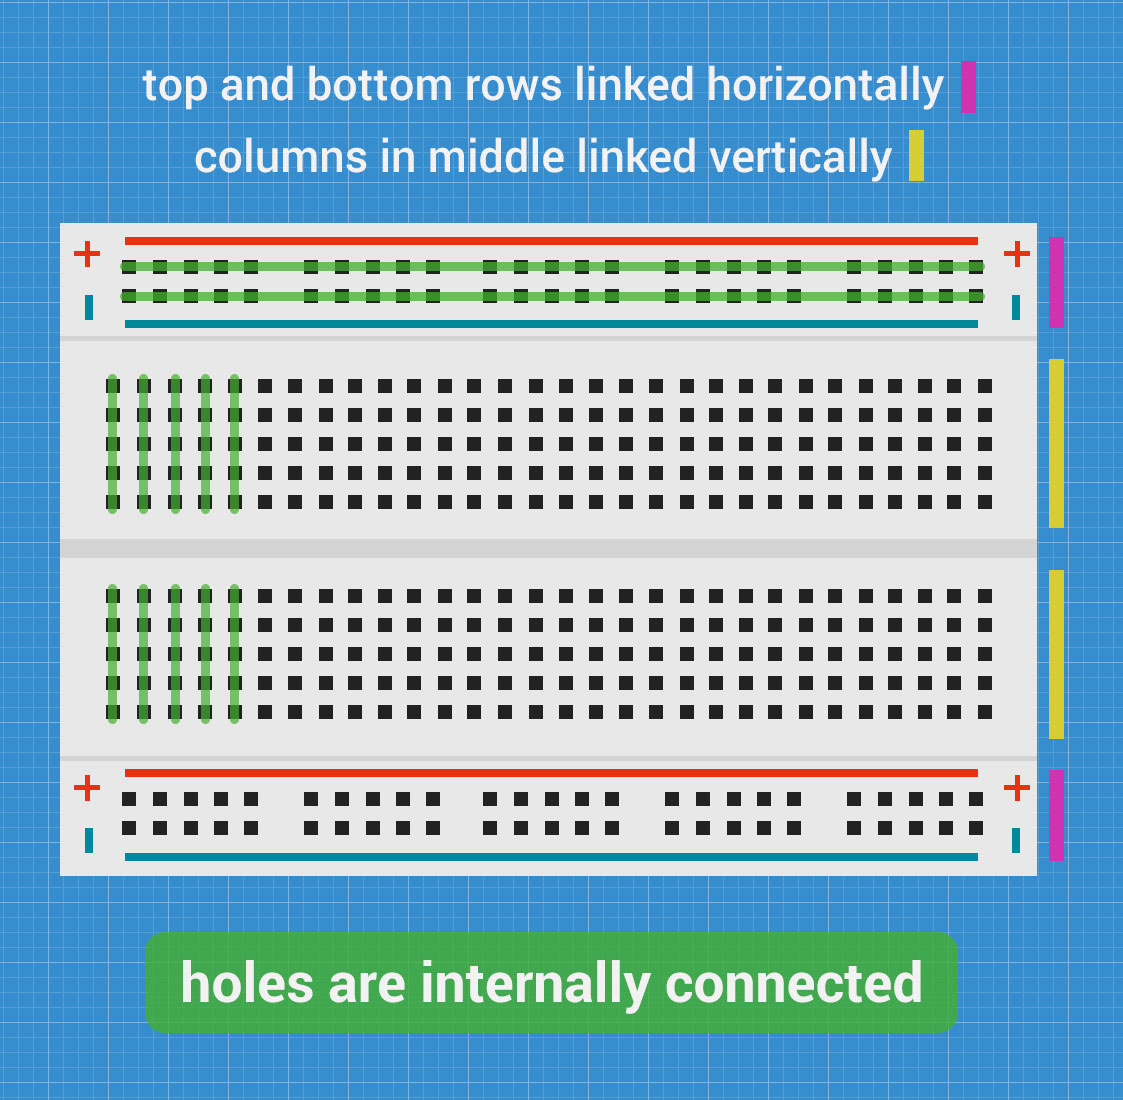 top and bottom rows linked horizontally
columns in middle linked vertically
+ +
holes are internally connected